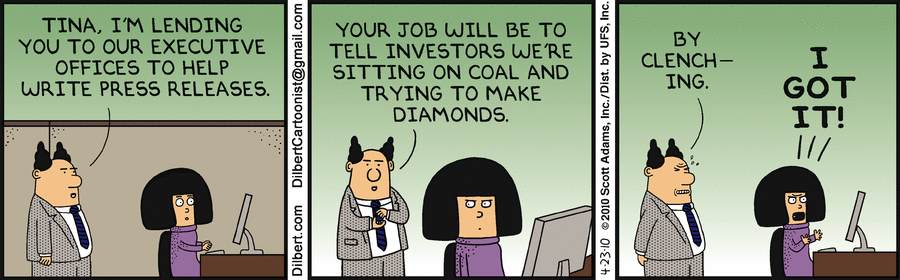 TINA, I'M LENDING
YOU TO OUR EXECUTIVE
OFFICES TO HELP
WRITE PRESS RELEASES.
Dilbert.com DilbertCartoonist@gmail.com
YOUR JOB WILL BE TO
TELL INVESTORS WE'RE
SITTING ON COAL AND
TRYING TO MAKE
DIAMONDS.
4-23-10 © 2010 Scott Adams, Inc./Dist. by UFS, Inc.
BY
CLENCH-
ING.
I
GOT
IT!